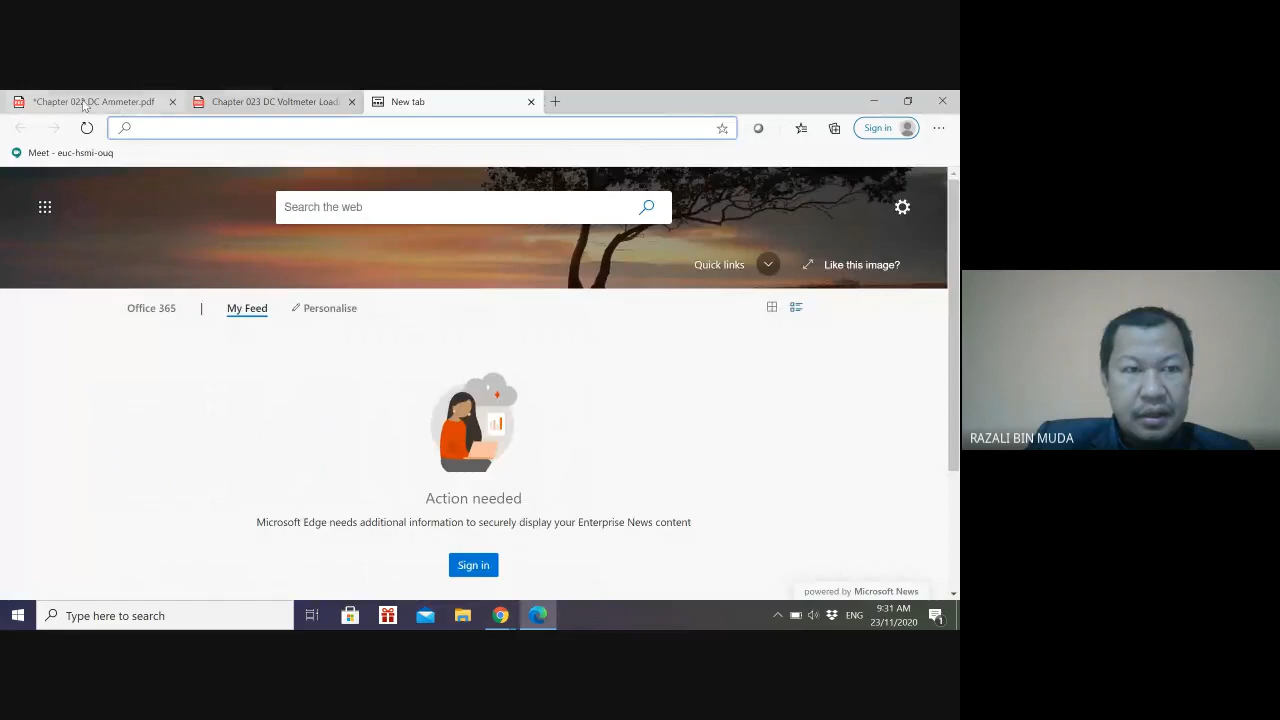 *Chapter 023 DC Ammeter.pdf
Chapter 023 DC Voltmeter Load
New tab
Sign in
Meet - euc-hsmi-ouq
Search the web
Quick links
Like this image?
Office 365 | My Feed Personalise
Action needed
Microsoft Edge needs additional information to securely display your Enterprise News content
Sign in
powered by Microsoft News
RAZALI BIN MUDA
Type here to search
ENG
9:31 AM
23/11/2020
1